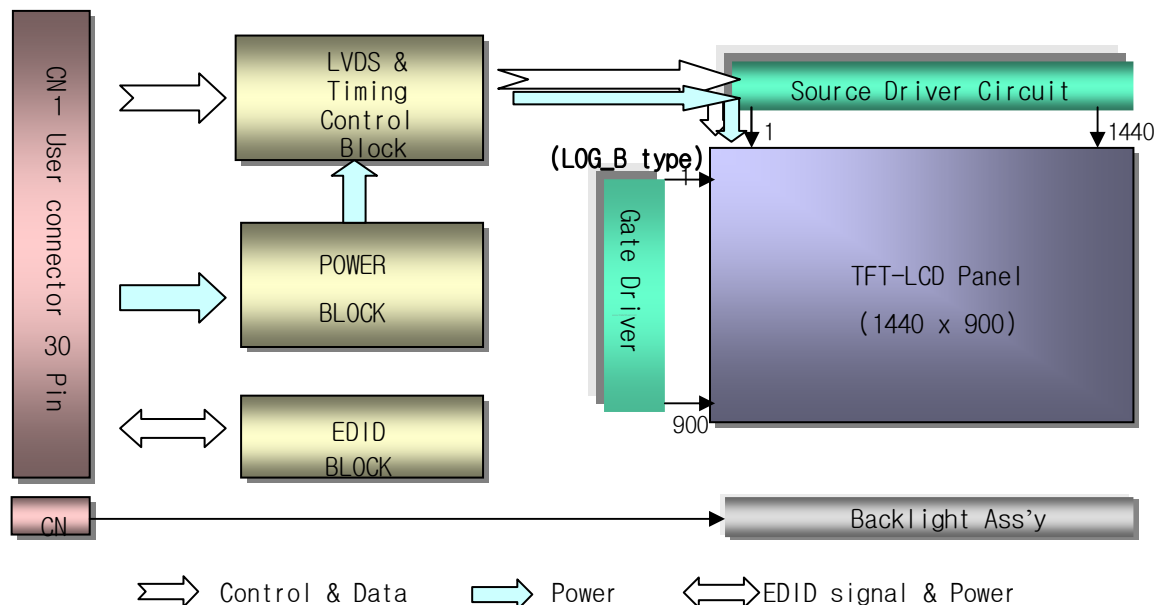 CN-1 User connector 30 Pin
LVDS &
Timing
Control
Block
Source Driver Circuit
1
1440
(LOG_B type)
1
Gate Driver
900
TFT-LCD Panel
(1440 x 900)
POWER
BLOCK
EDID
BLOCK
CN
Backlight Ass'y
Control & Data
Power
EDID signal & Power